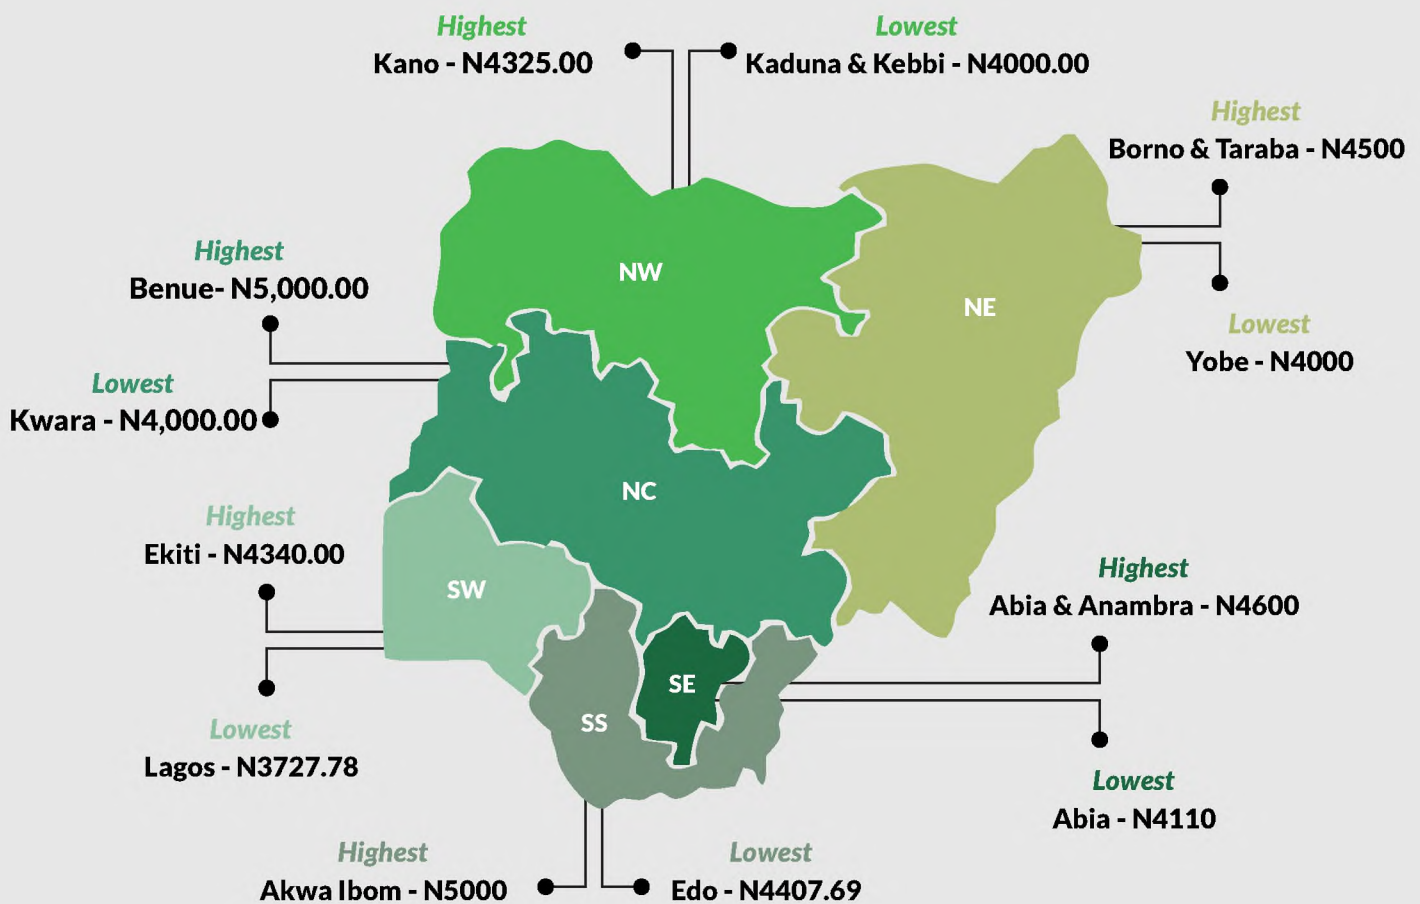 Highest
Kano - N4325.00
Lowest
Kaduna & Kebbi - N4000.00
Highest
Borno & Taraba - N4500
Lowest
Yobe - N4000
Highest
Benue- N5,000.00
Lowest
Kwara - N4,000.00
NW
NE
NC
Highest
Ekiti - N4340.00
Lowest
Lagos - N3727.78
SW
SE
SS
Highest
Abia & Anambra - N4600
Lowest
Abia - N4110
Highest
Akwa Ibom - N5000
Lowest
Edo - N4407.69